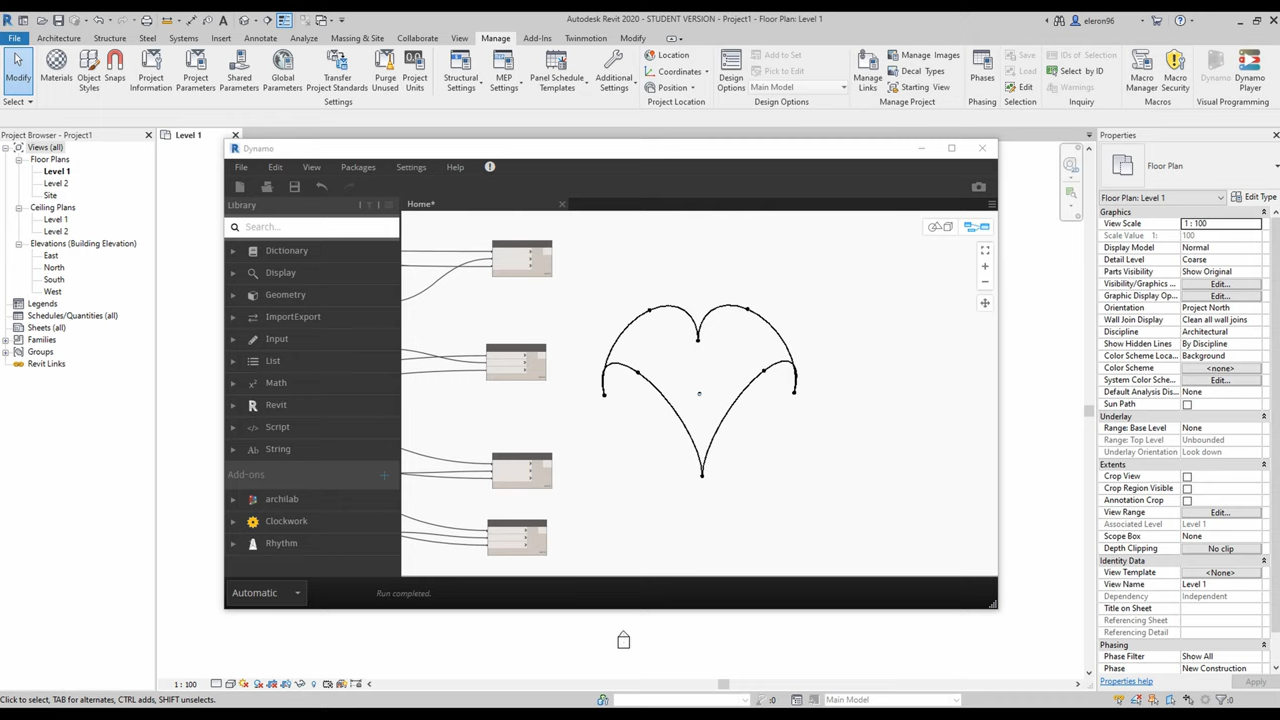 Autodesk Revit 2020 - STUDENT VERSION - Project1 - Floor Plan: Level 1
eleron96
File
Architecture
Structure
Steel
Systems
Insert
Annotate
Analyze
Massing & Site
Collaborate
View
Manage
Add-Ins
Twinmotion
Modify
Modify
Materials
Object Styles
Snaps
Project Information
Project Parameters
Shared Parameters
Global Parameters
Transfer Project Standards
Purge Unused
Project Units
Structural Settings
MEP Settings
Panel Schedule Templates
Additional Settings
Location
Coordinates
Position
Design Options
Add to Set
Pick to Edit
Main Model
Manage Links
Manage Images
Decal Types
Starting View
Phases
Save
Load
Edit
IDs of Selection
Select by ID
Warnings
Macro Manager
Macro Security
Dynamo
Dynamo Player
Select
Settings
Project Location
Design Options
Manage Project
Phasing
Selection
Inquiry
Macros
Visual Programming
Project Browser - Project1
Views (all)
Floor Plans
Level 1
Level 2
Site
Ceiling Plans
Level 1
Level 2
Elevations (Building Elevation)
East
North
South
West
Legends
Schedules/Quantities (all)
Sheets (all)
Families
Groups
Revit Links
Level 1
Dynamo
File
Edit
View
Packages
Settings
Help
Library
Home*
Search...
Dictionary
Display
Geometry
ImportExport
Input
List
Math
Revit
Script
String
Add-ons
archilab
Clockwork
Rhythm
Automatic
Run completed.
Properties
Floor Plan
Floor Plan: Level 1
Edit Type
Graphics
View Scale 1 : 100
Scale Value 1: 100
Display Model Normal
Detail Level Coarse
Parts Visibility Show Original
Visibility/Graphics ... Edit...
Graphic Display Op... Edit...
Orientation Project North
Wall Join Display Clean all wall joins
Discipline Architectural
Show Hidden Lines By Discipline
Color Scheme Loca... Background
Color Scheme <none>
System Color Sche... Edit...
Default Analysis Dis... None
Sun Path
Underlay
Range: Base Level None
Range: Top Level Unbounded
Underlay Orientation Look down
Extents
Crop View
Crop Region Visible
Annotation Crop
View Range Edit...
Associated Level Level 1
Scope Box None
Depth Clipping No clip
Identity Data
View Template <None>
View Name Level 1
Dependency Independent
Title on Sheet
Referencing Sheet
Referencing Detail
Phasing
Phase Filter Show All
Phase New Construction
Properties help
Apply
1 : 100
Click to select, TAB for alternates, CTRL adds, SHIFT unselects.
:0
Main Model
:0